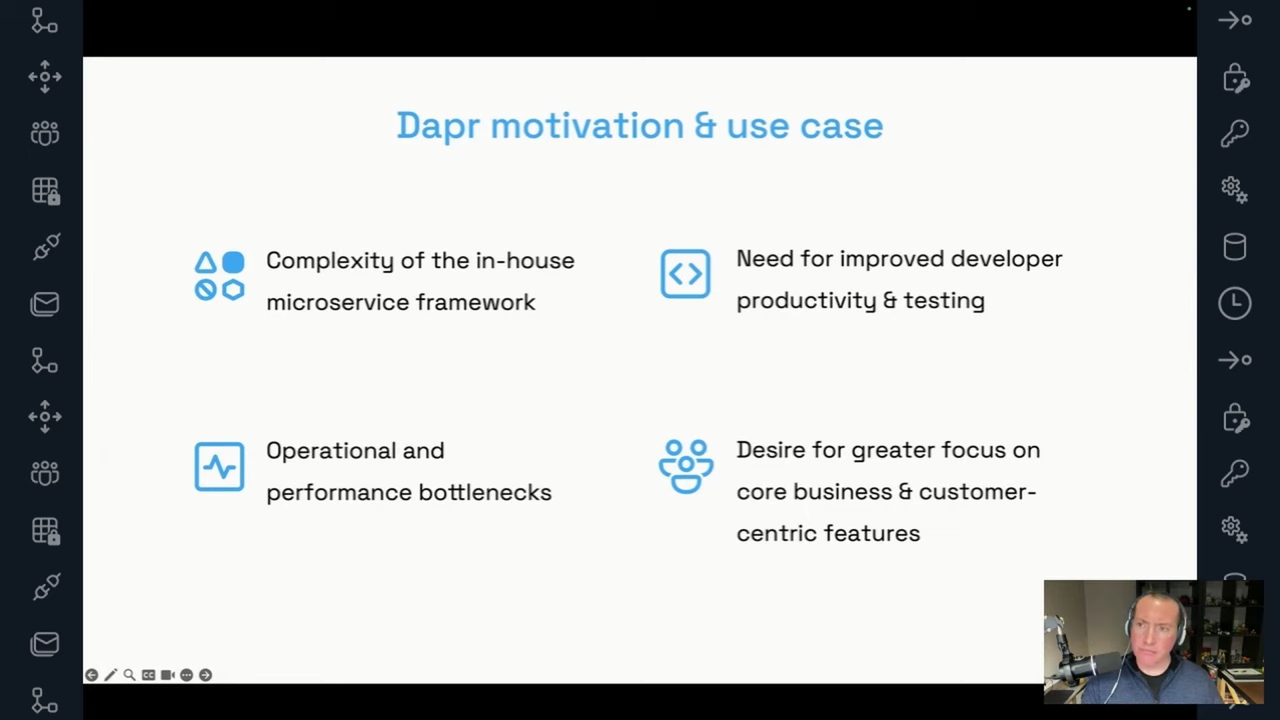 Dapr motivation & use case
Complexity of the in-house
microservice framework
Need for improved developer
productivity & testing
Operational and
performance bottlenecks
Desire for greater focus on
core business & customer-
centric features
CC